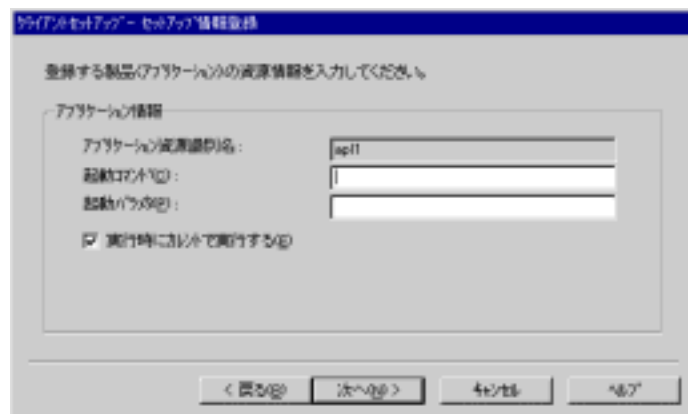 クライアントセットアップ - セットアップ情報登録
登録する製品(アプリケーション)の資源情報を入力してください。
アプリケーション情報
アプリケーション資源識別名:
apl1
起動コマンド(C):
起動パラメタ(P):
実行時にカレントで実行する(E)
< 戻る(B)
次へ(N) >
キャンセル
ヘルプ